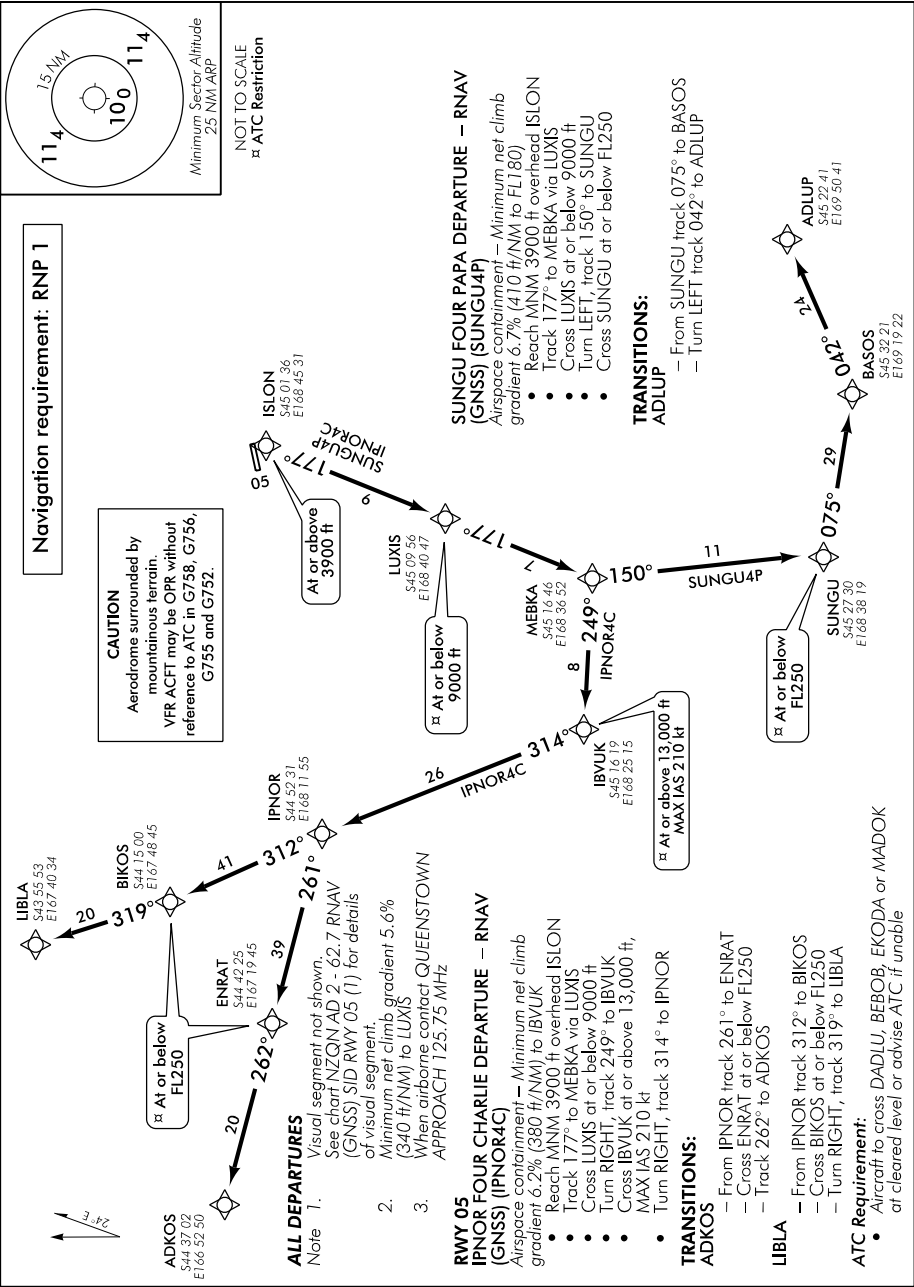 Navigation requirement: RNP 1
15 NM
11₄
10₀
11₄
Minimum Sector Altitude
25 NM ARP
NOT TO SCALE
¤ ATC Restriction
CAUTION
Aerodrome surrounded by
mountainous terrain.
VFR ACFT may be OPR without
reference to ATC in G758, G756,
G755 and G752.
24°E
ADKOS
S44 37 02
E166 52 50
20
262°
ENRAT
S44 42 25
E167 19 45
¤ At or below
FL250
39
261°
LIBLA
S43 55 53
E167 40 34
20
319°
BIKOS
S44 15 00
E167 48 45
41
312°
IPNOR
S44 52 31
E168 11 55
26
IPNOR4C
314°
IBVUK
S45 16 19
E168 25 15
¤ At or above 13,000 ft
MAX IAS 210 kt
8
249°
IPNOR4C
MEBKA
S45 16 46
E168 36 52
7
177°
LUXIS
S45 09 56
E168 40 47
¤ At or below
9000 ft
9
177°
SUNGU4P
IPNOR4C
05
ISLON
S45 01 36
E168 45 31
At or above
3900 ft
150°
11
SUNGU4P
SUNGU
S45 27 30
E168 38 19
¤ At or below
FL250
075°
29
BASOS
S45 32 21
E169 19 22
042°
24
ADLUP
S45 22 41
E169 50 41
ALL DEPARTURES
Note 1. Visual segment not shown.
See chart NZQN AD 2 - 62.7 RNAV
(GNSS) SID RWY 05 (1) for details
of visual segment.
2. Minimum net climb gradient 5.6%
(340 ft/NM) to LUXIS
3. When airborne contact QUEENSTOWN
APPROACH 125.75 MHz
RWY 05
IPNOR FOUR CHARLIE DEPARTURE – RNAV
(GNSS) (IPNOR4C)
Airspace containment – Minimum net climb
gradient 6.2% (380 ft/NM) to IBVUK
• Reach MNM 3900 ft overhead ISLON
• Track 177° to MEBKA via LUXIS
• Cross LUXIS at or below 9000 ft
• Turn RIGHT, track 249° to IBVUK
• Cross IBVUK at or above 13,000 ft,
MAX IAS 210 kt
• Turn RIGHT, track 314° to IPNOR
TRANSITIONS:
ADKOS
– From IPNOR track 261° to ENRAT
– Cross ENRAT at or below FL250
– Track 262° to ADKOS
LIBLA
– From IPNOR track 312° to BIKOS
– Cross BIKOS at or below FL250
– Turn RIGHT, track 319° to LIBLA
ATC Requirement:
• Aircraft to cross DADLU, BEBOB, EKODA or MADOK
at cleared level or advise ATC if unable
SUNGU FOUR PAPA DEPARTURE – RNAV
(GNSS) (SUNGU4P)
Airspace containment – Minimum net climb
gradient 6.7% (410 ft/NM to FL180)
• Reach MNM 3900 ft overhead ISLON
• Track 177° to MEBKA via LUXIS
• Cross LUXIS at or below 9000 ft
• Turn LEFT, track 150° to SUNGU
• Cross SUNGU at or below FL250
TRANSITIONS:
ADLUP
– From SUNGU track 075° to BASOS
– Turn LEFT track 042° to ADLUP